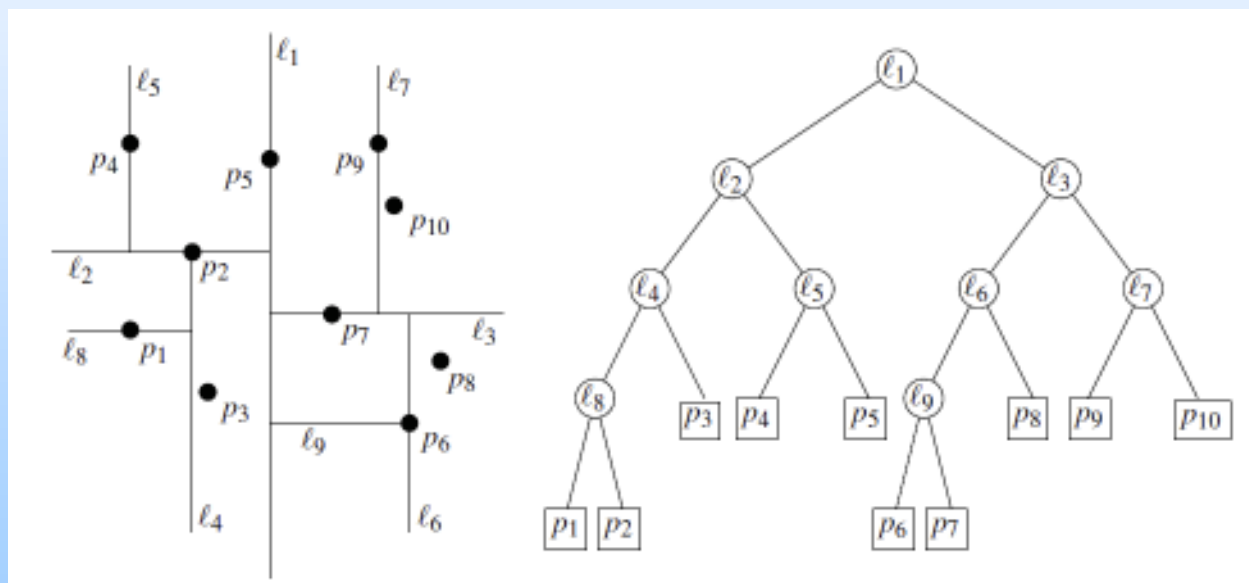 ℓ1
ℓ5
ℓ7
p4
p5
p9
p10
ℓ2
p2
p7
ℓ3
ℓ8
p1
p8
p3
ℓ9
p6
ℓ4
ℓ6
ℓ1
ℓ2 ℓ3
ℓ4 ℓ5 ℓ6 ℓ7
ℓ8 p3 p4 p5 ℓ9 p8 p9 p10
p1 p2 p6 p7